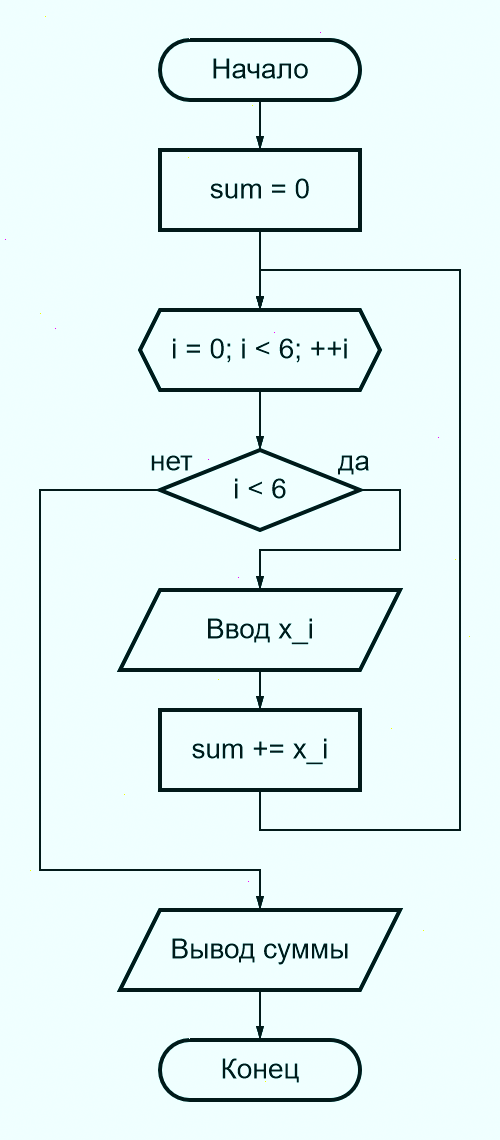 Начало
sum = 0
i = 0; i < 6; ++i
нет
да
i < 6
Ввод x_i
sum += x_i
Вывод суммы
Конец